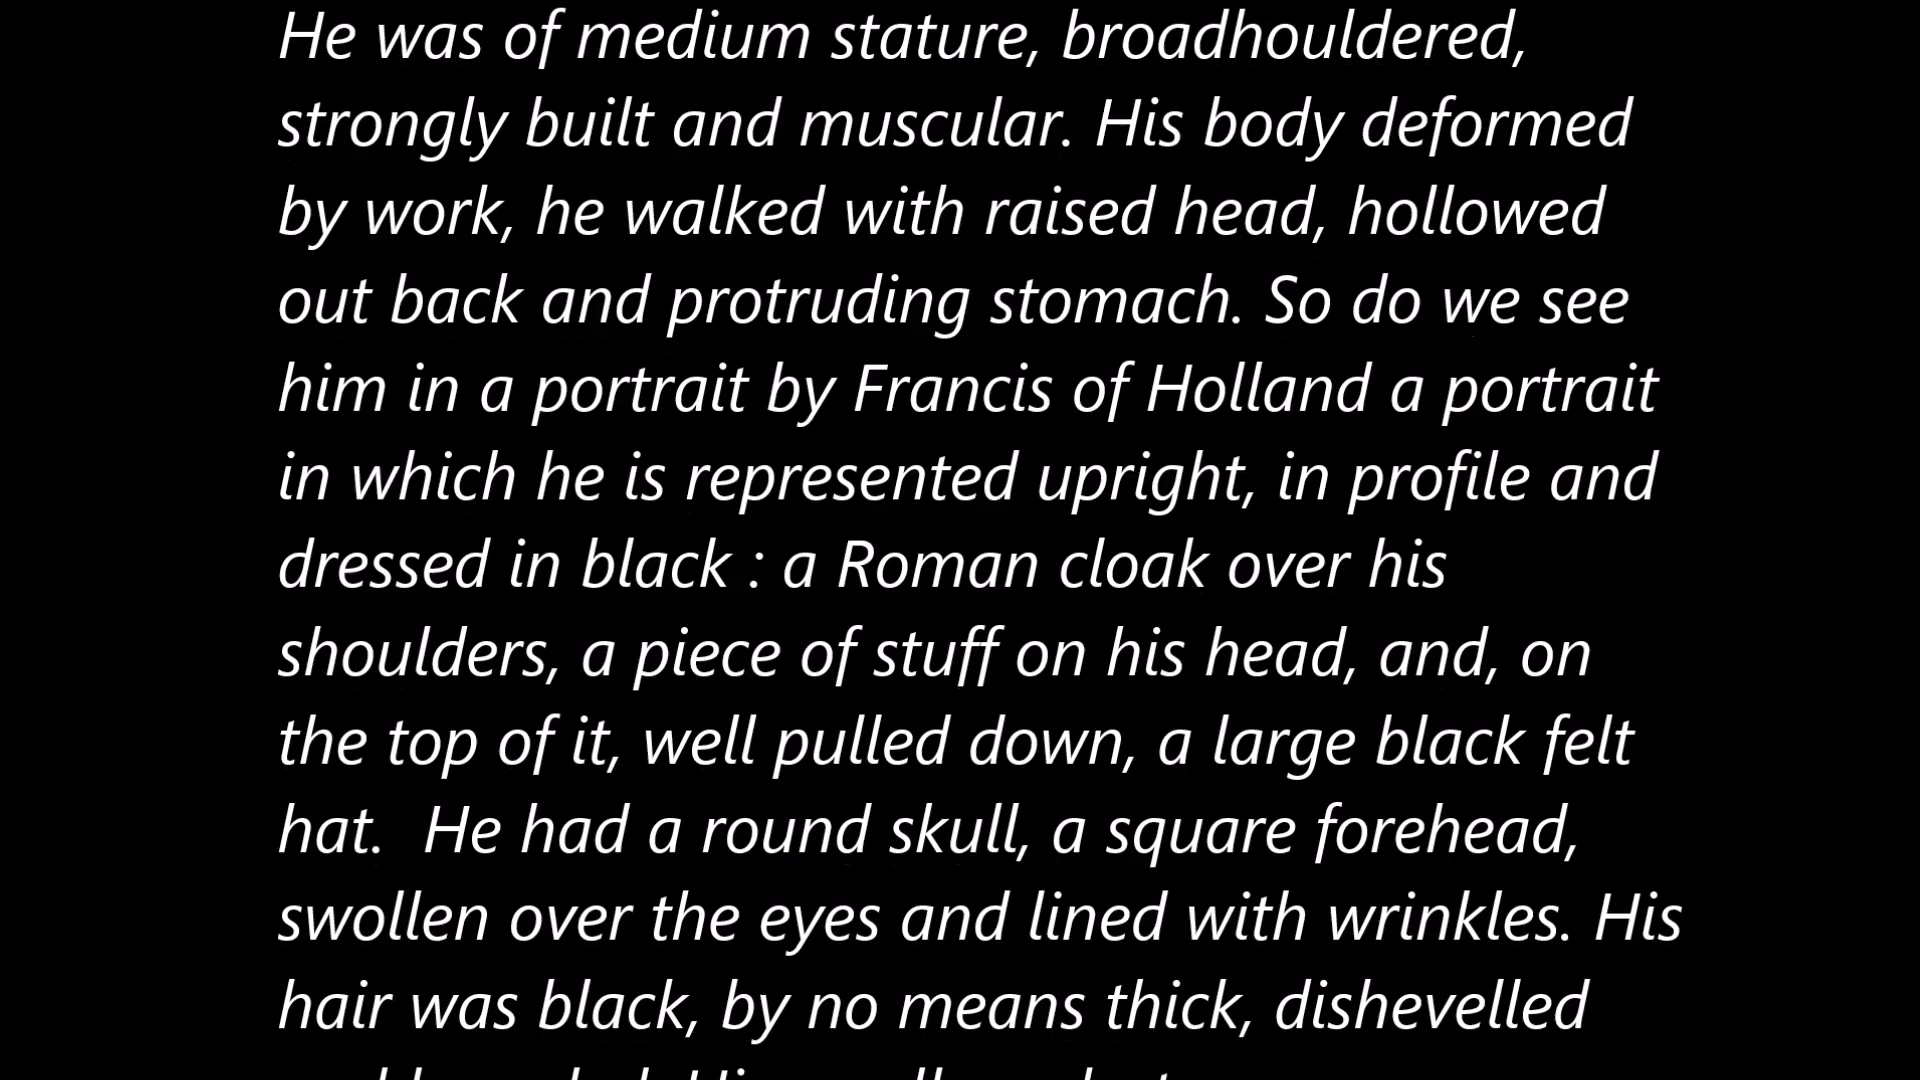 He was of medium stature, broadhouldered,
strongly built and muscular. His body deformed
by work, he walked with raised head, hollowed
out back and protruding stomach. So do we see
him in a portrait by Francis of Holland a portrait
in which he is represented upright, in profile and
dressed in black : a Roman cloak over his
shoulders, a piece of stuff on his head, and, on
the top of it, well pulled down, a large black felt
hat.  He had a round skull, a square forehead,
swollen over the eyes and lined with wrinkles. His
hair was black, by no means thick, dishevelled